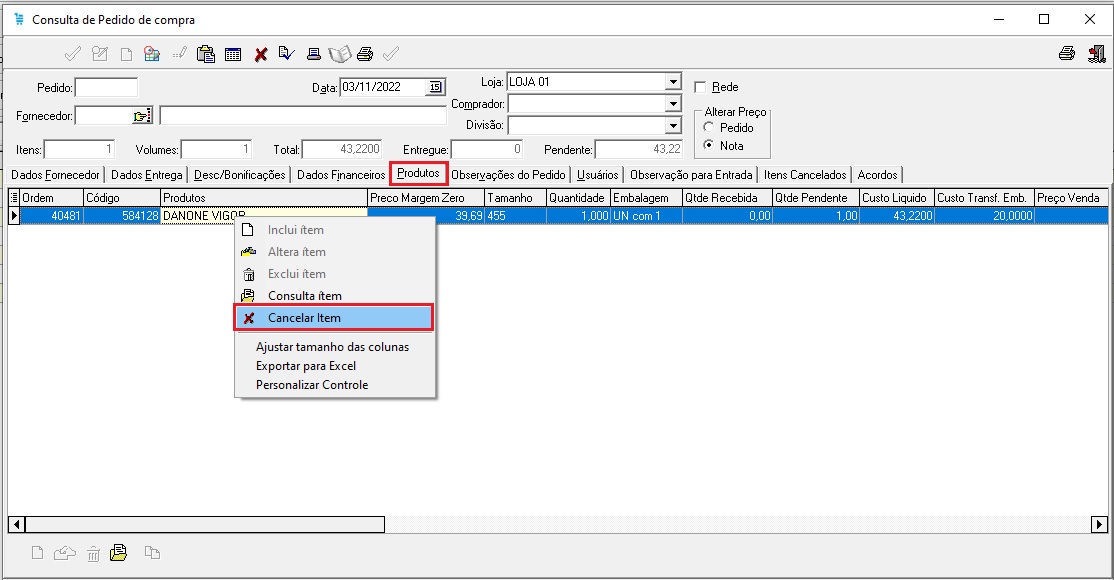 Consulta de Pedido de compra
Pedido:
Data: 03/11/2022 15
Loja: LOJA 01
Rede
Fornecedor:
Comprador:
Divisão:
Alterar Preço
Pedido
Nota
Itens: 1 Volumes: 1 Total: 43,2200 Entregue: 0 Pendente: 43,22
Dados Fornecedor Dados Entrega Desc/Bonificações Dados Financeiros Produtos Observações do Pedido Usuários Observação para Entrada Itens Cancelados Acordos
Ordem Código Produtos Preco Margem Zero Tamanho Quantidade Embalagem Qtde Recebida Qtde Pendente Custo Liquido Custo Transf. Emb. Preço Venda
40481 584128 DANONE VIGOR 39,69 455 1,000 UN com 1 0,00 1,00 43,2200 20,0000
Inclui ítem
Altera ítem
Exclui ítem
Consulta ítem
Cancelar Item
Ajustar tamanho das colunas
Exportar para Excel
Personalizar Controle